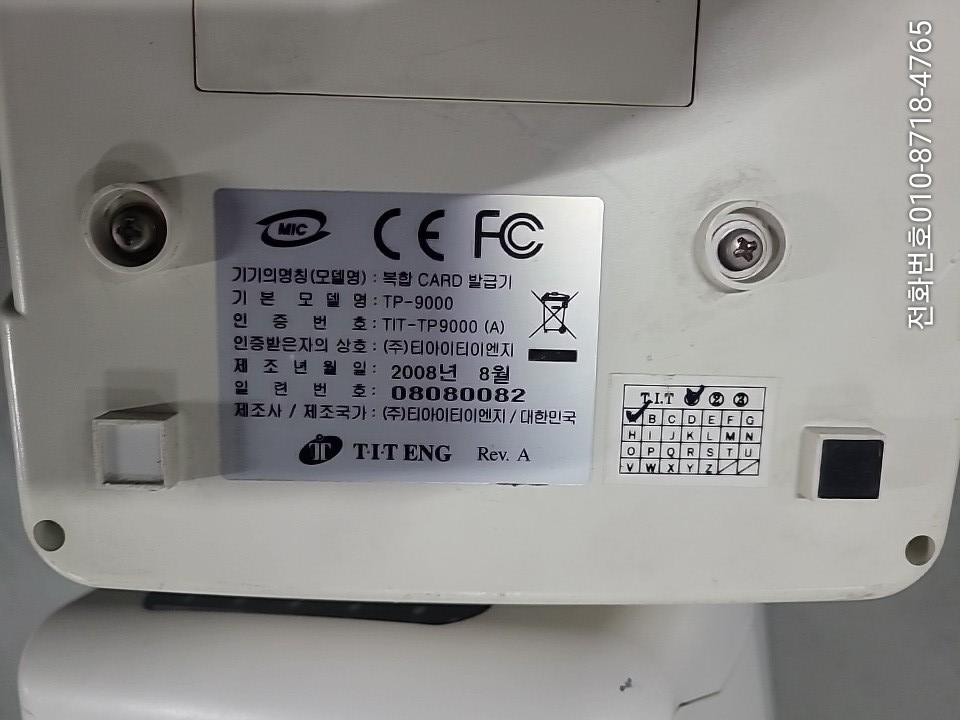 MIC CE FC
기기의명칭(모델명) : 복합 CARD 발급기
기 본 모 델 명 : TP-9000
인 증 번 호 : TIT-TP9000 (A)
인증받은자의 상호 : (주)티아이티이엔지
제 조 년 월 일 : 2008년 8월
일 련 번 호 : 08080082
제조사 / 제조국가 : (주)티아이티이엔지 / 대한민국
T·I·T ENG Rev. A
T.I.T ② ③
B C D E F G
H I J K L M N
O P Q R S T U
V W X Y Z
전화번호010-8718-4765